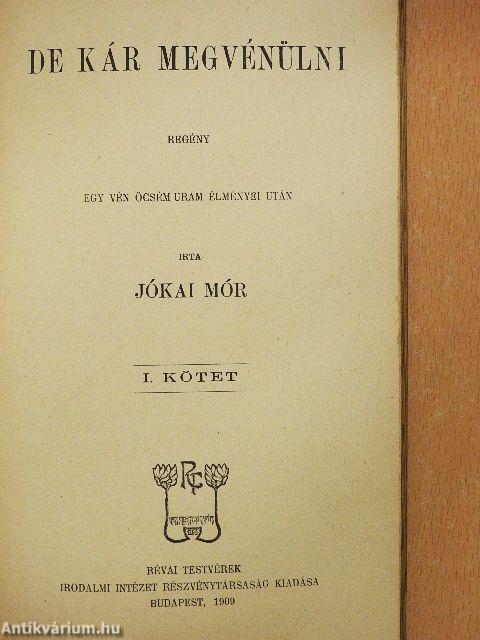 DE KÁR MEGVÉNÜLNI
REGÉNY
EGY VÉN ÖCSÉM URAM ÉLMÉNYEI UTÁN
IRTA
JÓKAI MÓR
I. KÖTET
RÉVAI TESTVÉREK
IRODALMI INTÉZET RÉSZVÉNYTÁRSASÁG KIADÁSA
BUDAPEST, 1909
Antikvárium.hu